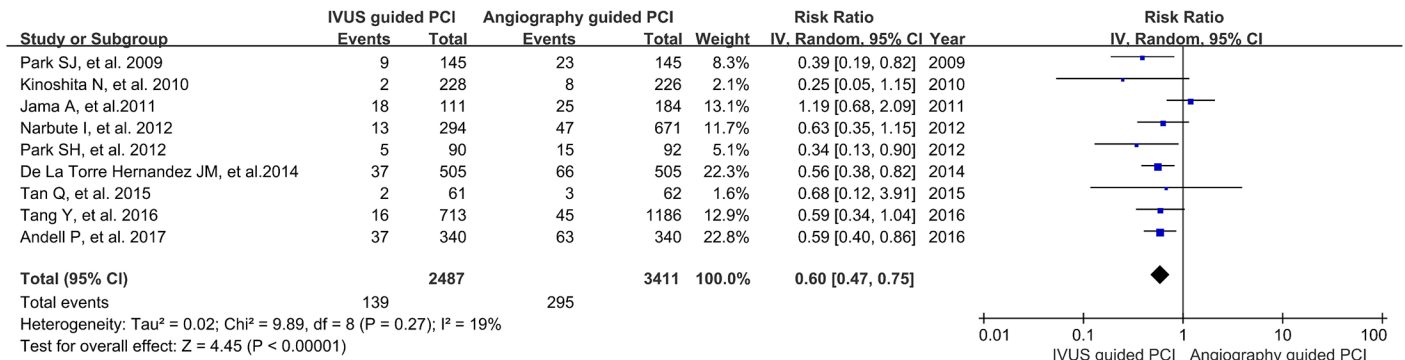 IVUS guided PCI Angiography guided PCI Risk Ratio Risk Ratio
Study or Subgroup Events Total Events Total Weight IV, Random, 95% CI Year IV, Random, 95% CI
Park SJ, et al. 2009 9 145 23 145 8.3% 0.39 [0.19, 0.82] 2009
Kinoshita N, et al. 2010 2 228 8 226 2.1% 0.25 [0.05, 1.15] 2010
Jama A, et al.2011 18 111 25 184 13.1% 1.19 [0.68, 2.09] 2011
Narbute I, et al. 2012 13 294 47 671 11.7% 0.63 [0.35, 1.15] 2012
Park SH, et al. 2012 5 90 15 92 5.1% 0.34 [0.13, 0.90] 2012
De La Torre Hernandez JM, et al.2014 37 505 66 505 22.3% 0.56 [0.38, 0.82] 2014
Tan Q, et al. 2015 2 61 3 62 1.6% 0.68 [0.12, 3.91] 2015
Tang Y, et al. 2016 16 713 45 1186 12.9% 0.59 [0.34, 1.04] 2016
Andell P, et al. 2017 37 340 63 340 22.8% 0.59 [0.40, 0.86] 2016
Total (95% CI) 2487 3411 100.0% 0.60 [0.47, 0.75]
Total events 139 295
Heterogeneity: Tau² = 0.02; Chi² = 9.89, df = 8 (P = 0.27); I² = 19%
Test for overall effect: Z = 4.45 (P < 0.00001)
0.01 0.1 1 10 100
IVUS guided PCI Angiography guided PCI